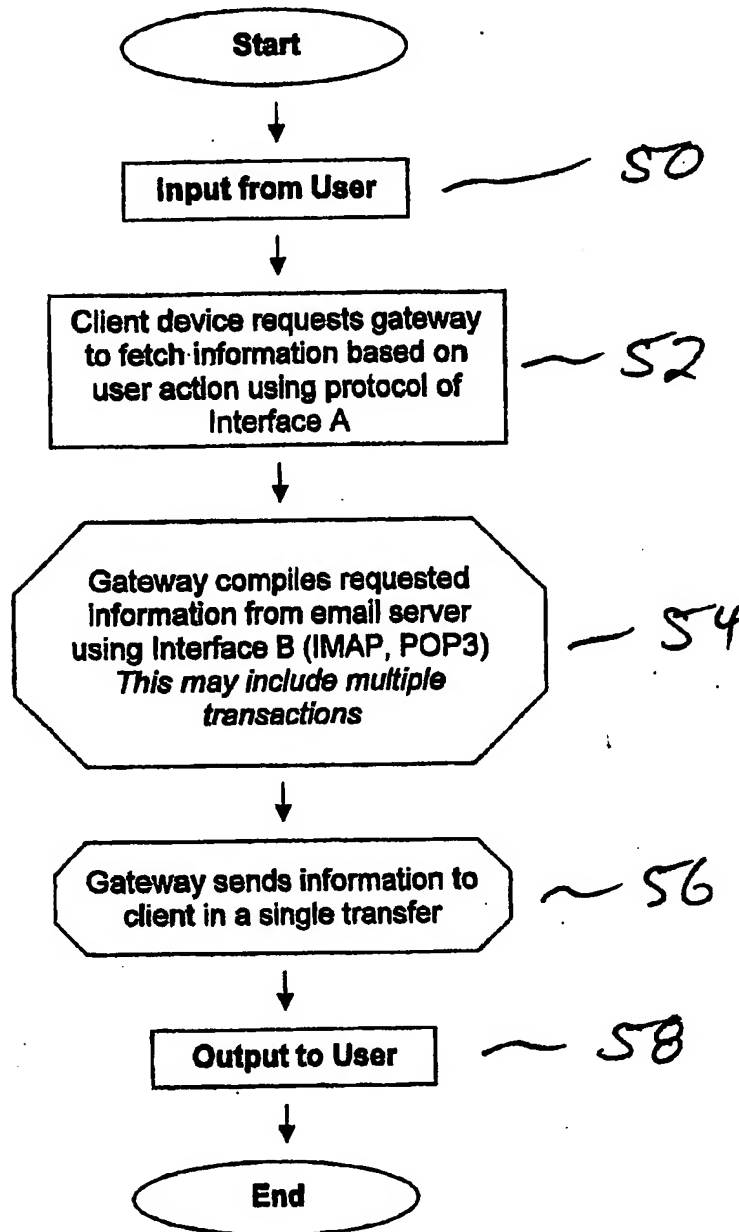 Start
Input from User
50
Client device requests gateway
to fetch information based on
user action using protocol of
Interface A
52
Gateway compiles requested
information from email server
using Interface B (IMAP, POP3)
This may include multiple
transactions
54
Gateway sends information to
client in a single transfer
56
Output to User
58
End